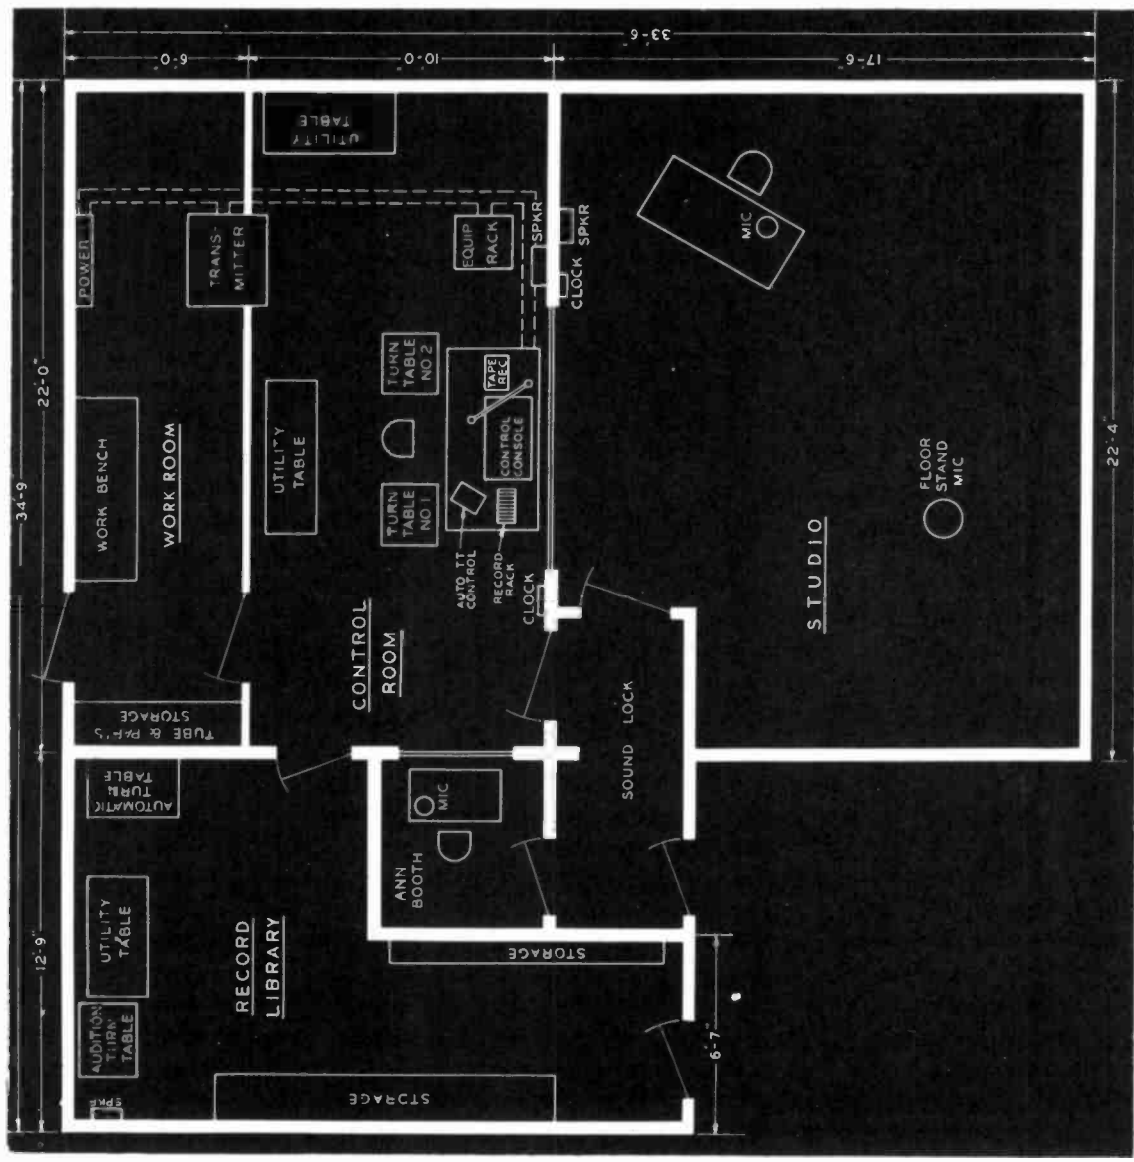 34-9
12'-9"
22'-0"
SPKR
AUDITION
TURN
TABLE
UTILITY
TABLE
AUTOMATIC
TURN
TABLE
TUBE & PAR'S
STORAGE
WORK BENCH
POWER
6'-0"
WORK ROOM
TRANS-
MITTER
RECORD
LIBRARY
UTILITY
TABLE
UTILITY
TABLE
STORAGE
CONTROL
ROOM
TURN
TABLE
NO 1
TURN
TABLE
NO 2
10'-0"
33'-6"
ANN
BOOTH
MIC
AUTO TT
CONTROL
RECORD
RACK
CONTROL
CONSOLE
TAPE
REC
EQUIP
RACK
SPKR
CLOCK
CLOCK
SPKR
STORAGE
SOUND LOCK
6'-7"
MIC
STUDIO
FLOOR
STAND
MIC
17'-6"
22'-4"